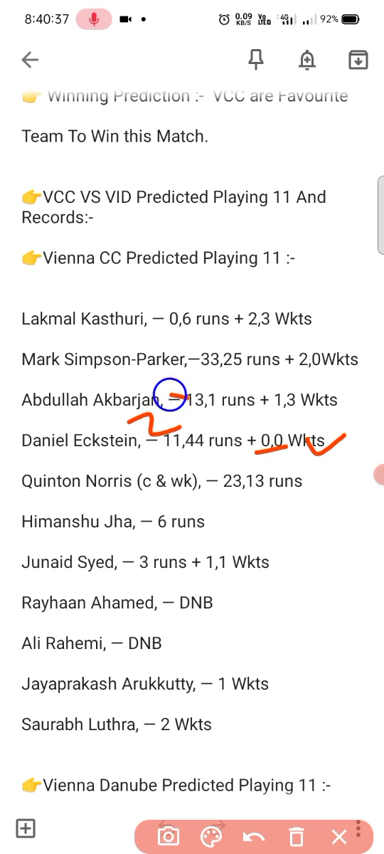 8:40:37
0.09 KB/S
4G
92%
👉 Winning Prediction :- VCC are Favourite
Team To Win this Match.
👉VCC VS VID Predicted Playing 11 And
Records:-
👉Vienna CC Predicted Playing 11 :-
Lakmal Kasthuri, — 0,6 runs + 2,3 Wkts
Mark Simpson-Parker,—33,25 runs + 2,0Wkts
Abdullah Akbarjan, — 13,1 runs + 1,3 Wkts
Daniel Eckstein, — 11,44 runs + 0,0 Wkts
Quinton Norris (c & wk), — 23,13 runs
Himanshu Jha, — 6 runs
Junaid Syed, — 3 runs + 1,1 Wkts
Rayhaan Ahamed, — DNB
Ali Rahemi, — DNB
Jayaprakash Arukkutty, — 1 Wkts
Saurabh Luthra, — 2 Wkts
👉Vienna Danube Predicted Playing 11 :-